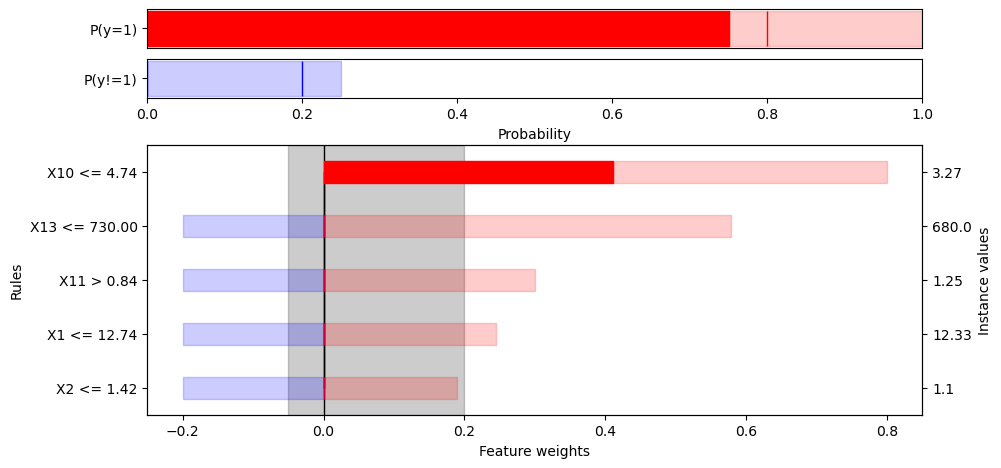 P(y=1)
P(y!=1)
0.0 0.2 0.4 0.6 0.8 1.0
Probability
X10 <= 4.74 3.27
X13 <= 730.00 680.0
X11 > 0.84 1.25
X1 <= 12.74 12.33
X2 <= 1.42 1.1
Rules
Instance values
−0.2 0.0 0.2 0.4 0.6 0.8
Feature weights